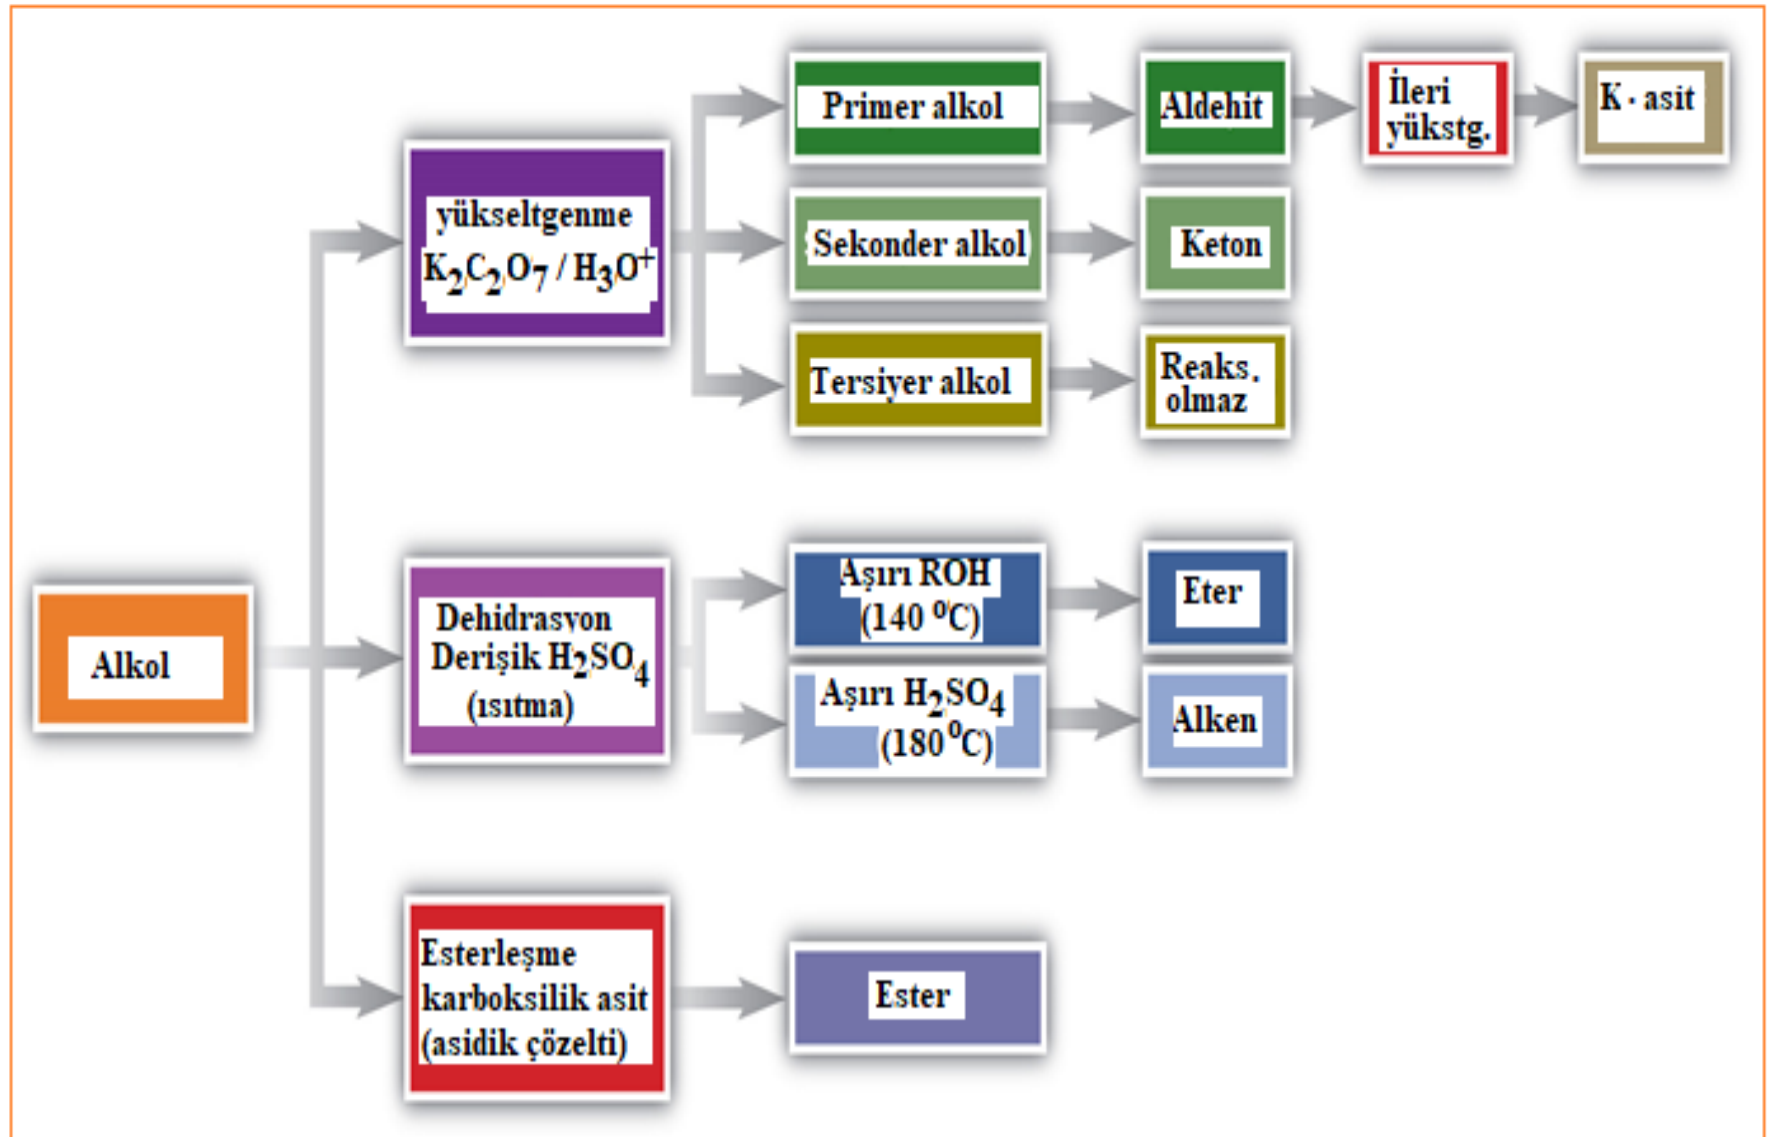 Alkol
yükseltgenme
K₂C₂O₇ / H₃O⁺
Primer alkol
Aldehit
İleri
yükstg.
K - asit
Sekonder alkol
Keton
Tersiyer alkol
Reaks.
olmaz
Dehidrasyon
Derişik H₂SO₄
(ısıtma)
Aşırı ROH
(140 ⁰C)
Eter
Aşırı H₂SO₄
(180 ⁰C)
Alken
Esterleşme
karboksilik asit
(asidik çözelti)
Ester